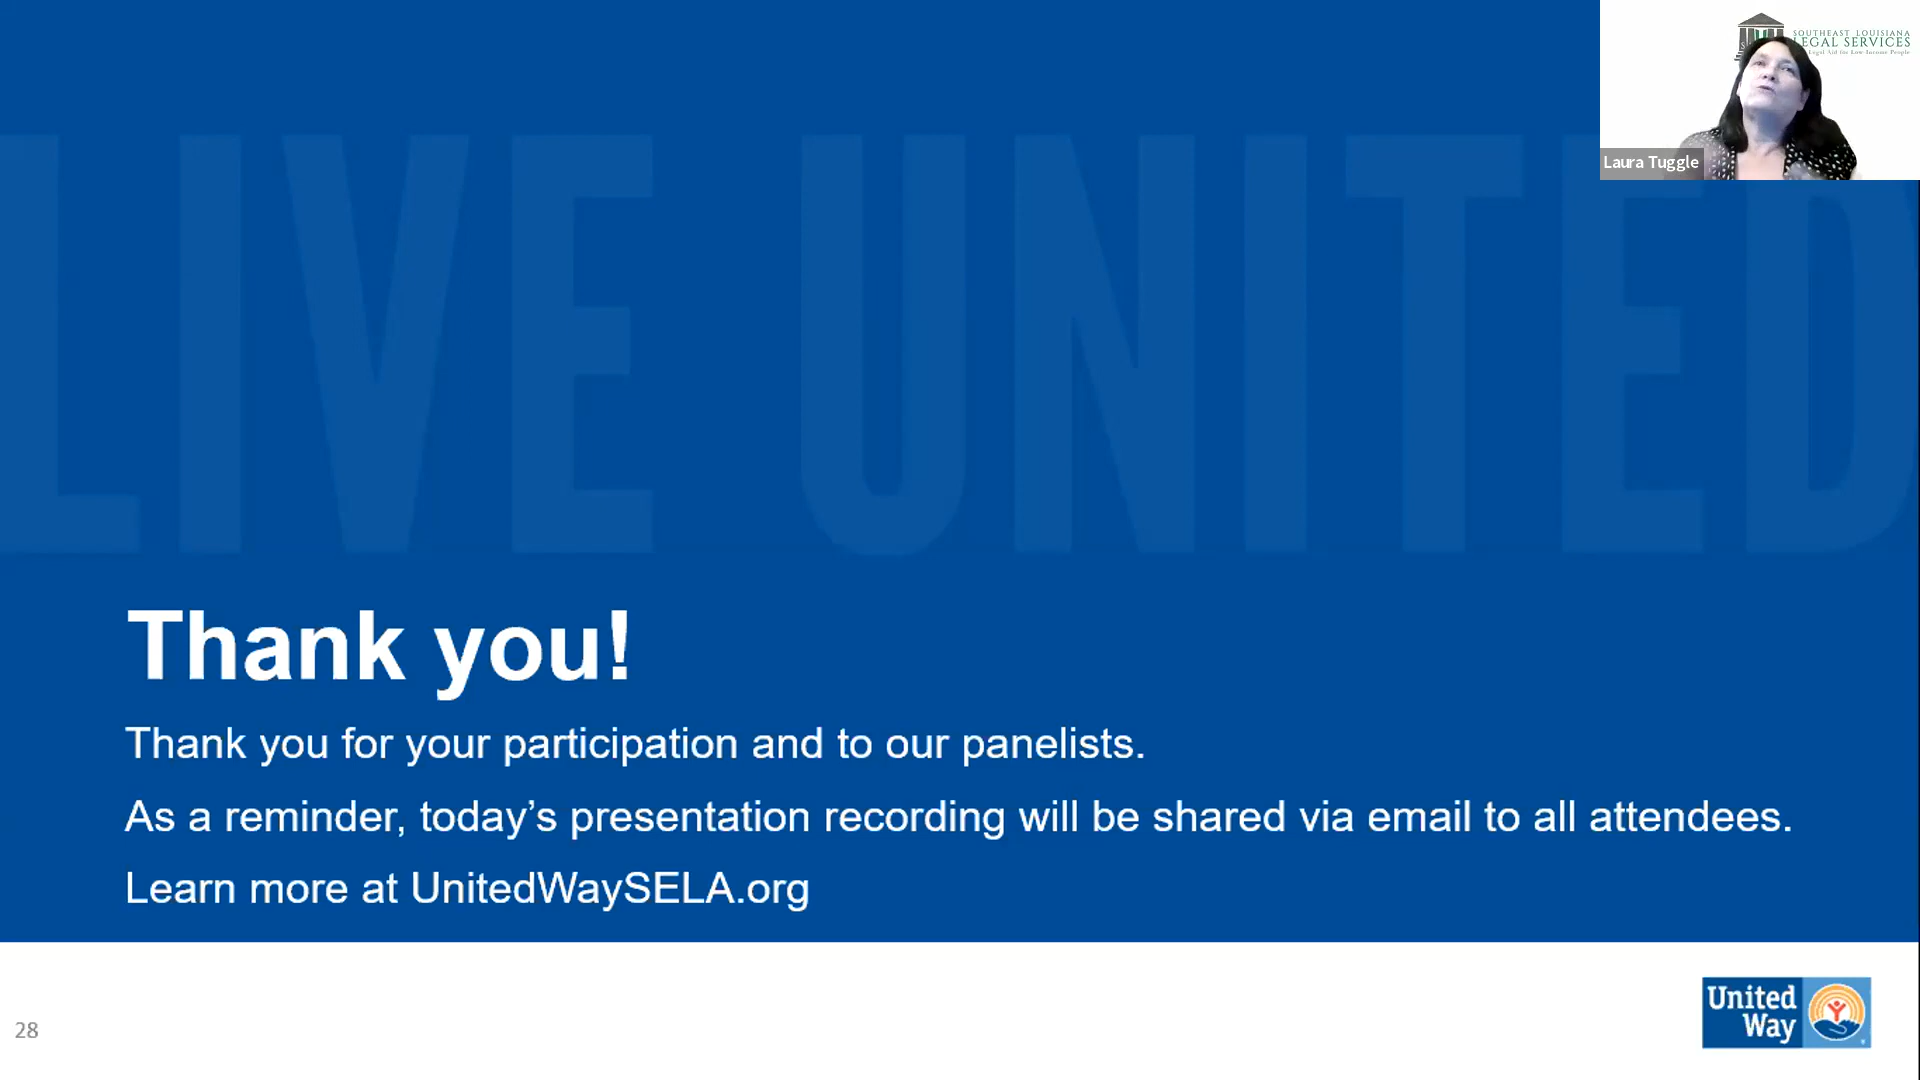 SOUTHEAST LOUISIANA
LEGAL SERVICES
Legal Aid for Low-Income People
Laura Tuggle
LIVE UNITED
Thank you!
Thank you for your participation and to our panelists.
As a reminder, today’s presentation recording will be shared via email to all attendees.
Learn more at UnitedWaySELA.org
28
United
Way